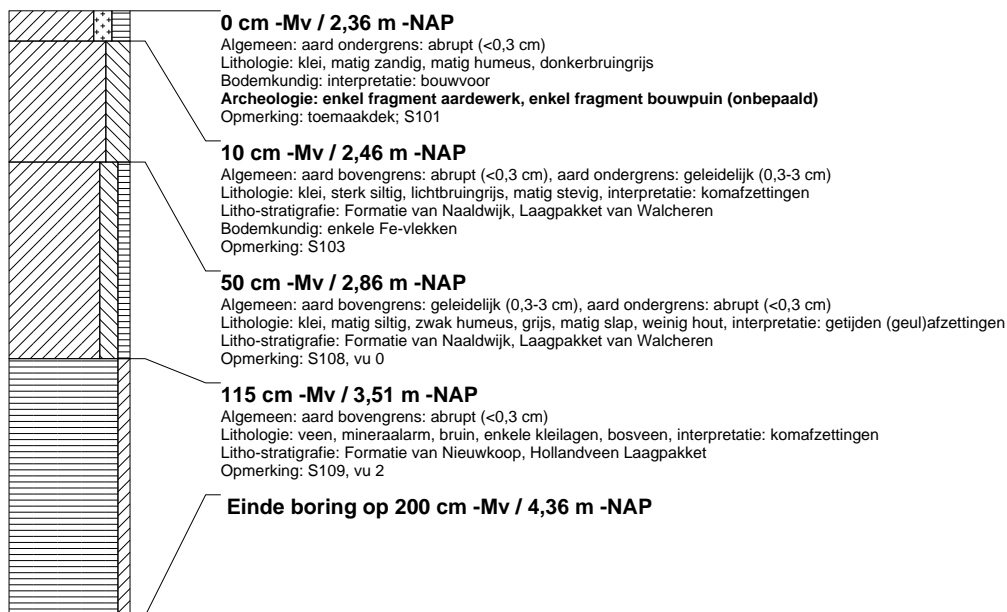 0 cm -Mv / 2,36 m -NAP
Algemeen: aard ondergrens: abrupt (<0,3 cm)
Lithologie: klei, matig zandig, matig humeus, donkerbruingrijs
Bodemkundig: interpretatie: bouwvoor
Archeologie: enkel fragment aardewerk, enkel fragment bouwpuin (onbepaald)
Opmerking: toemaakdek; S101
10 cm -Mv / 2,46 m -NAP
Algemeen: aard bovengrens: abrupt (<0,3 cm), aard ondergrens: geleidelijk (0,3-3 cm)
Lithologie: klei, sterk siltig, lichtbruingrijs, matig stevig, interpretatie: komafzettingen
Litho-stratigrafie: Formatie van Naaldwijk, Laagpakket van Walcheren
Bodemkundig: enkele Fe-vlekken
Opmerking: S103
50 cm -Mv / 2,86 m -NAP
Algemeen: aard bovengrens: geleidelijk (0,3-3 cm), aard ondergrens: abrupt (<0,3 cm)
Lithologie: klei, matig siltig, zwak humeus, grijs, matig slap, weinig hout, interpretatie: getijden (geul)afzettingen
Litho-stratigrafie: Formatie van Naaldwijk, Laagpakket van Walcheren
Opmerking: S108, vu 0
115 cm -Mv / 3,51 m -NAP
Algemeen: aard bovengrens: abrupt (<0,3 cm)
Lithologie: veen, mineraalarm, bruin, enkele kleilagen, bosveen, interpretatie: komafzettingen
Litho-stratigrafie: Formatie van Nieuwkoop, Hollandveen Laagpakket
Opmerking: S109, vu 2
Einde boring op 200 cm -Mv / 4,36 m -NAP